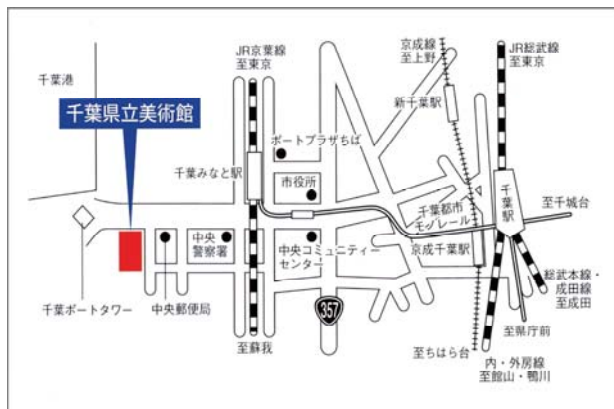 千葉港
JR京葉線
至東京
京成線
至上野
JR総武線
至東京
千葉県立美術館
新千葉駅
ポートプラザちば
千葉みなと駅
市役所
千葉駅
至千城台
千葉都市
モノレール
中央
警察署
中央コミュニティー
センター
京成千葉駅
千葉ポートタワー
中央郵便局
357
総武本線・
成田線
至成田
至県庁前
至蘇我
至ちはら台
内・外房線
至館山・鴨川